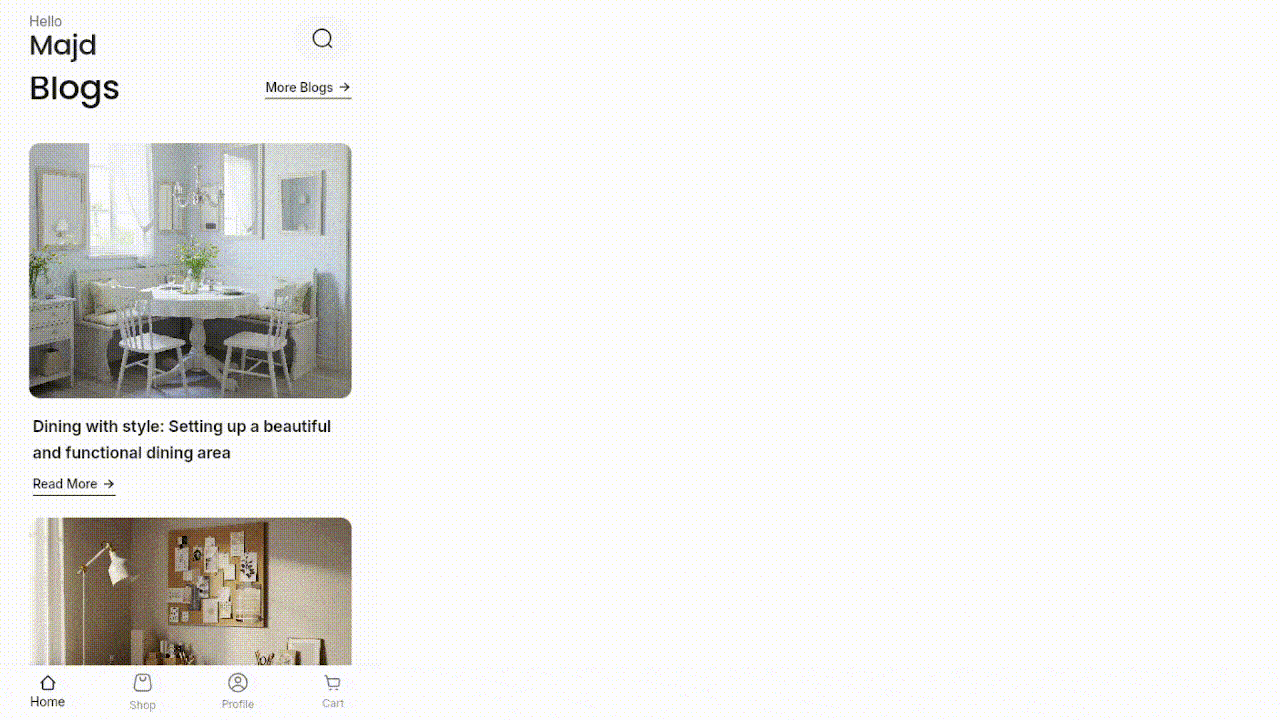 Hello
Majd
Blogs
More Blogs →
Dining with style: Setting up a beautiful
and functional dining area
Read More →
Home
Shop
Profile
Cart